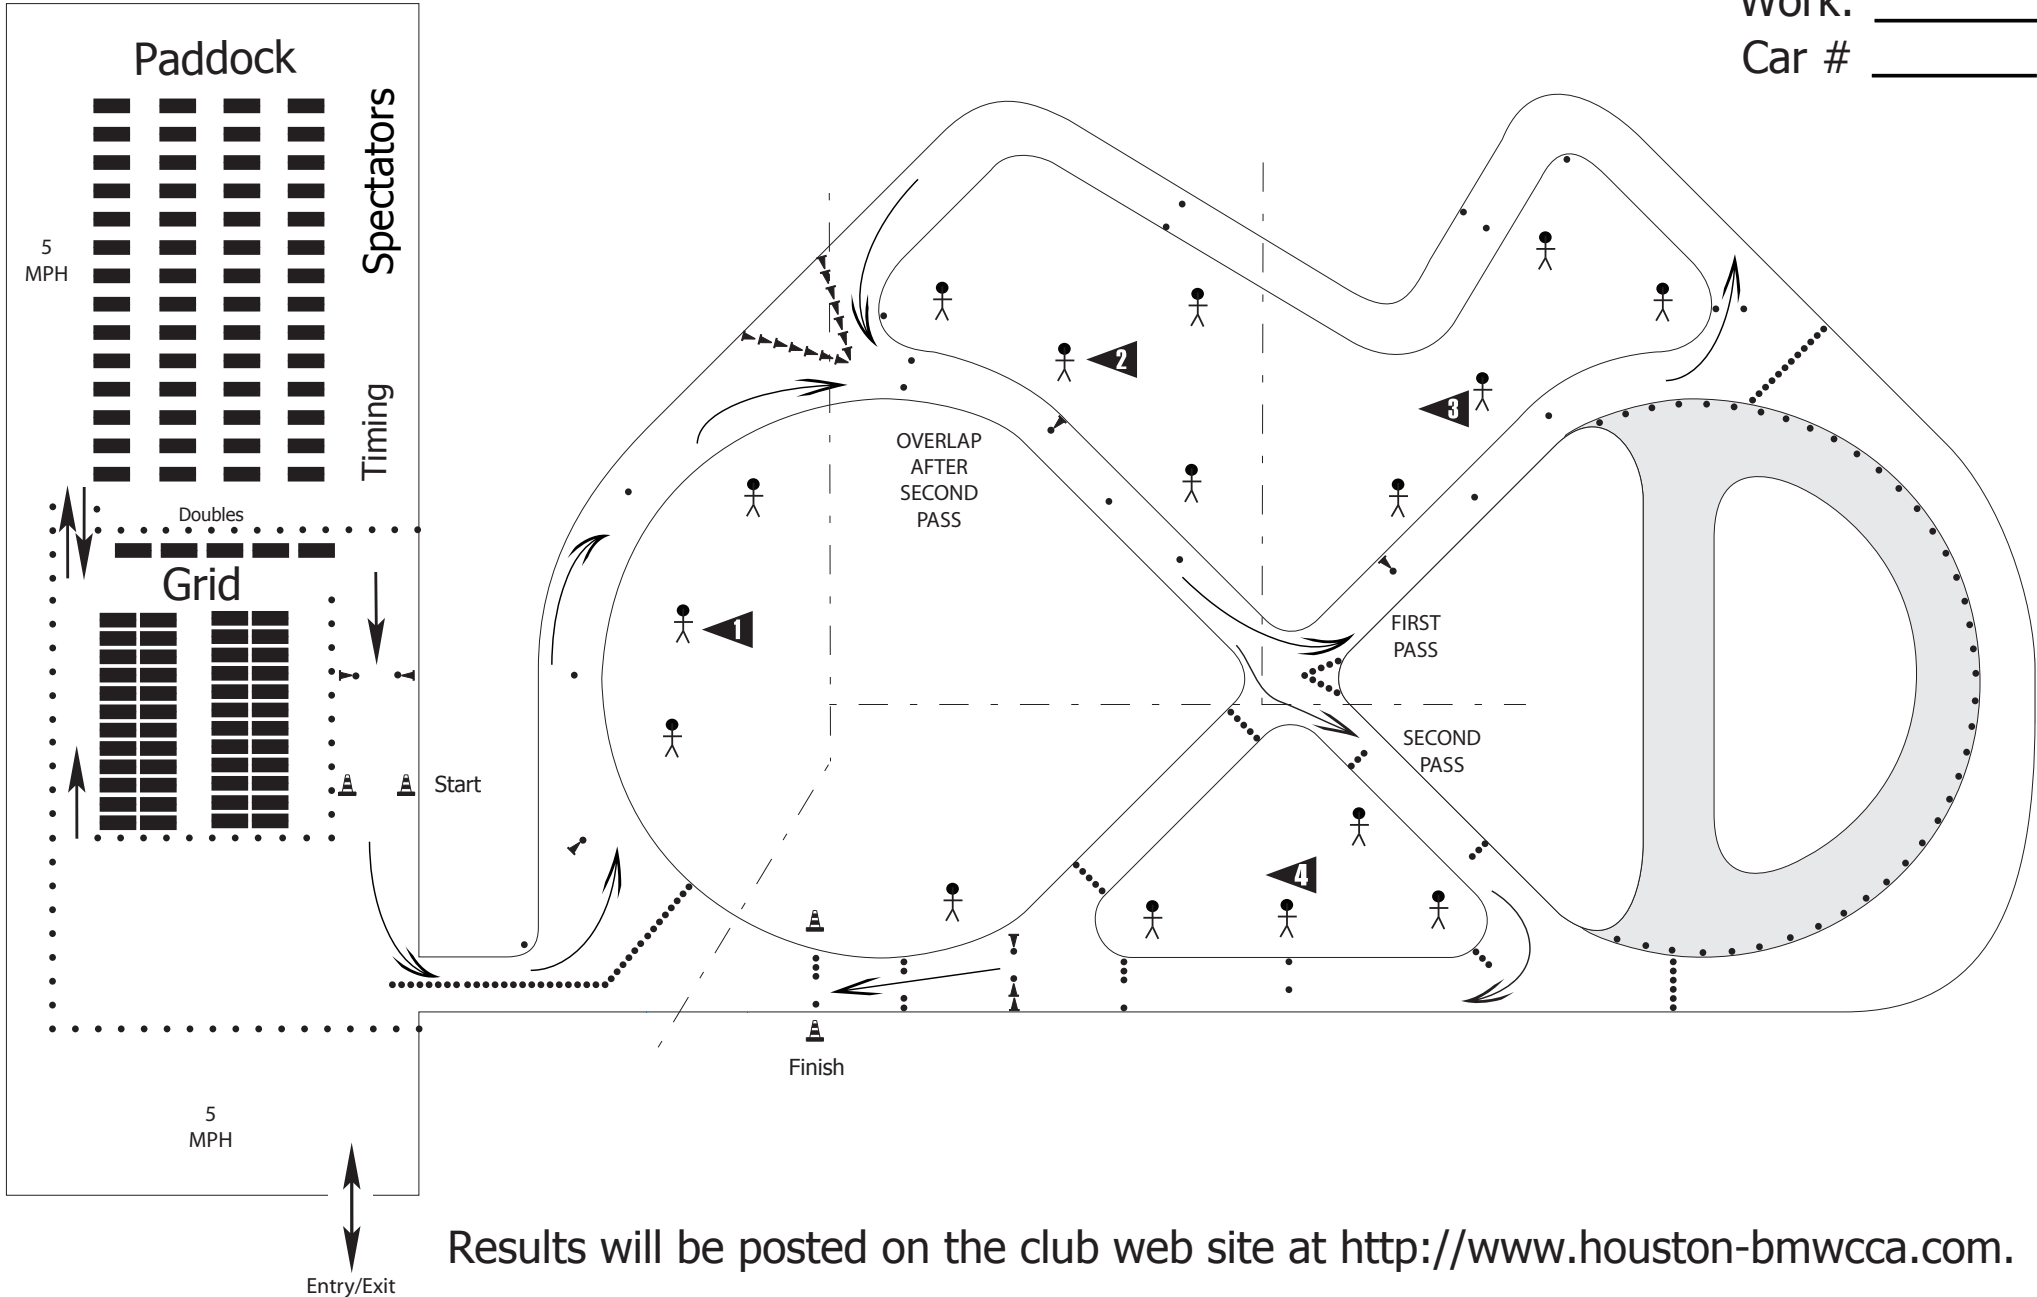 Work:
Car #
Paddock
Spectators
5
MPH
Timing
Doubles
Grid
Start
OVERLAP
AFTER
SECOND
PASS
1
2
3
4
FIRST
PASS
SECOND
PASS
Finish
5
MPH
Entry/Exit
Results will be posted on the club web site at http://www.houston-bmwcca.com.